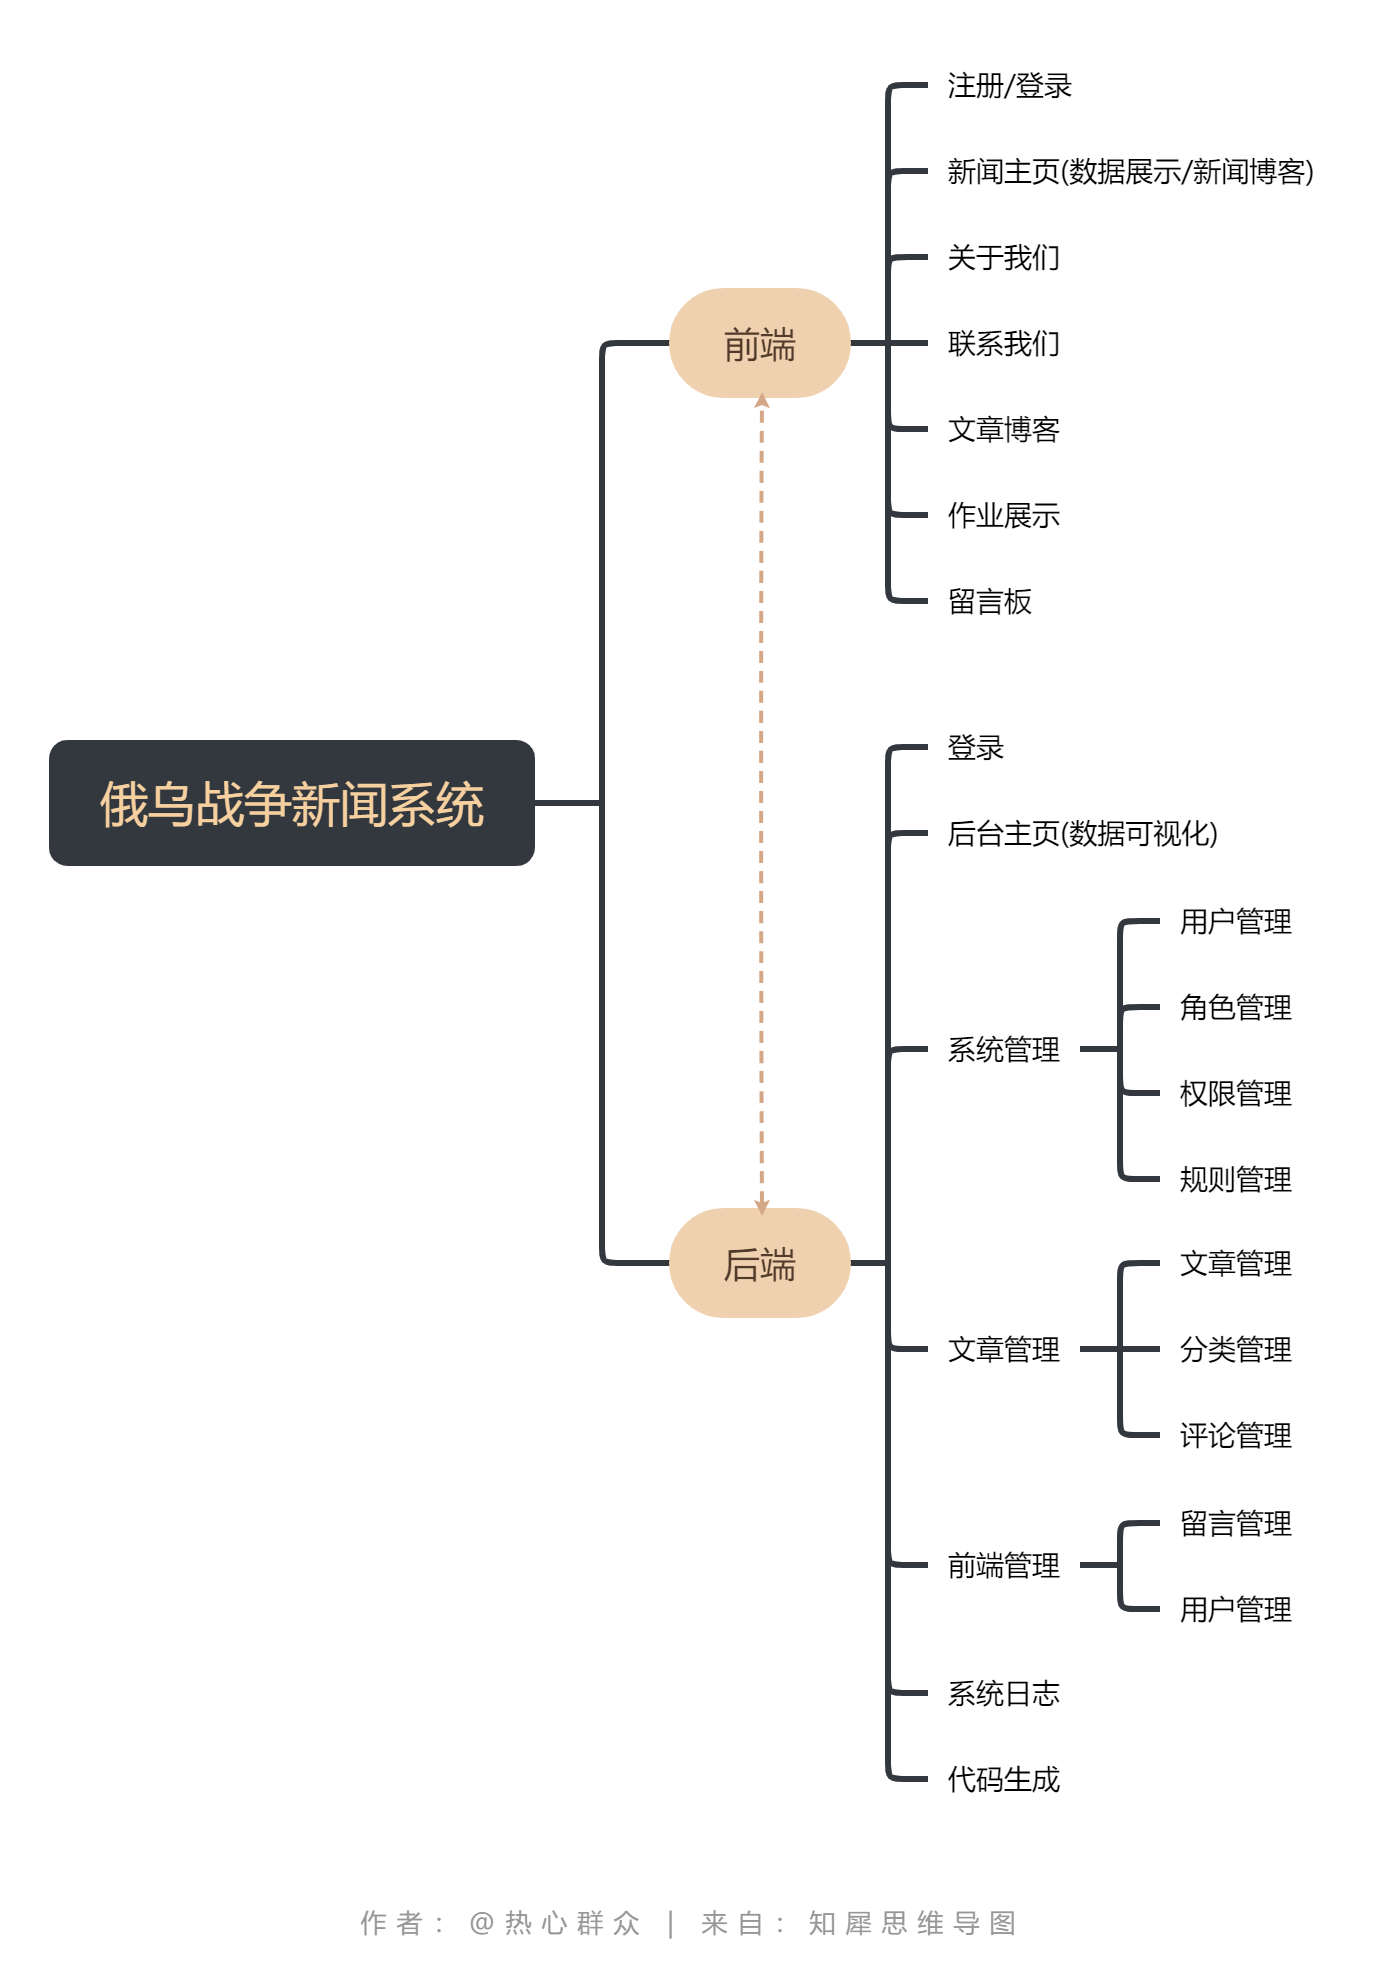 俄乌战争新闻系统
前端
注册/登录
新闻主页(数据展示/新闻博客)
关于我们
联系我们
文章博客
作业展示
留言板
后端
登录
后台主页(数据可视化)
系统管理
用户管理
角色管理
权限管理
规则管理
文章管理
文章管理
分类管理
评论管理
前端管理
留言管理
用户管理
系统日志
代码生成
作者：@热心群众 | 来自：知犀思维导图